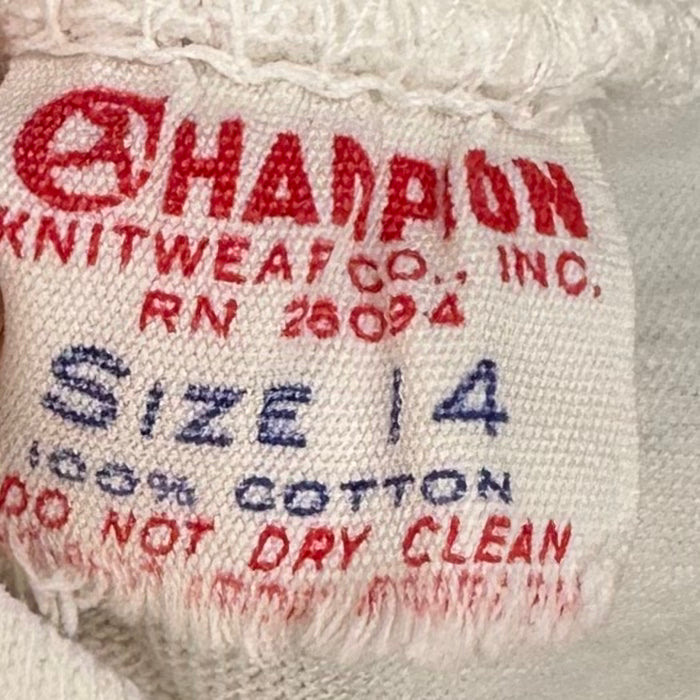 CHAMPION
KNITWEAR CO., INC.
RN 26094
SIZE 14
100% COTTON
DO NOT DRY CLEAN